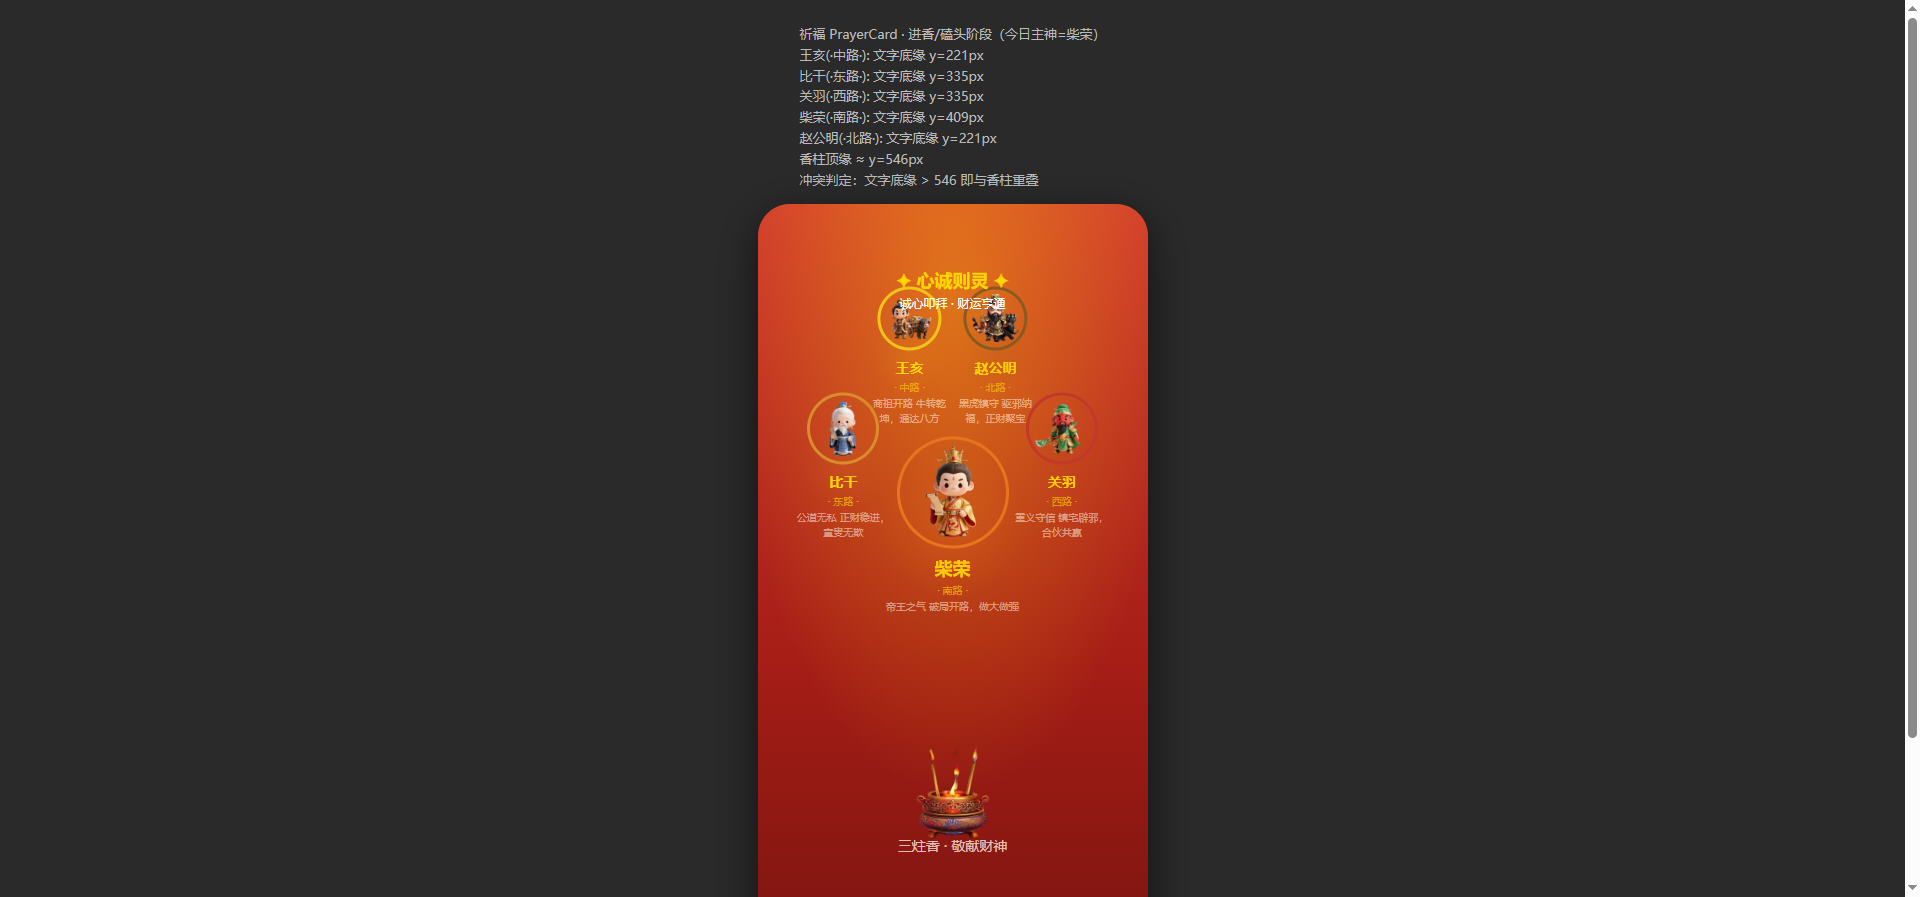 祈福 PrayerCard · 进香/磕头阶段（今日主神=柴荣）
王亥(·中路·): 文字底缘 y=221px
比干(·东路·): 文字底缘 y=335px
关羽(·西路·): 文字底缘 y=335px
柴荣(·南路·): 文字底缘 y=409px
赵公明(·北路·): 文字底缘 y=221px
香柱顶缘 ≈ y=546px
冲突判定：文字底缘 > 546 即与香柱重叠
✦ 心诚则灵 ✦
诚心叩拜 · 财运亨通
王亥
· 中路 ·
商祖开路 牛转乾
坤，通达八方
赵公明
· 北路 ·
黑虎镇守 驱邪纳
福，正财聚宝
比干
· 东路 ·
公道无私 正财稳进，
富贵无欺
关羽
· 西路 ·
重义守信 镇宅辟邪，
合伙共赢
柴荣
· 南路 ·
帝王之气 破局开路，做大做强
三炷香 · 敬献财神